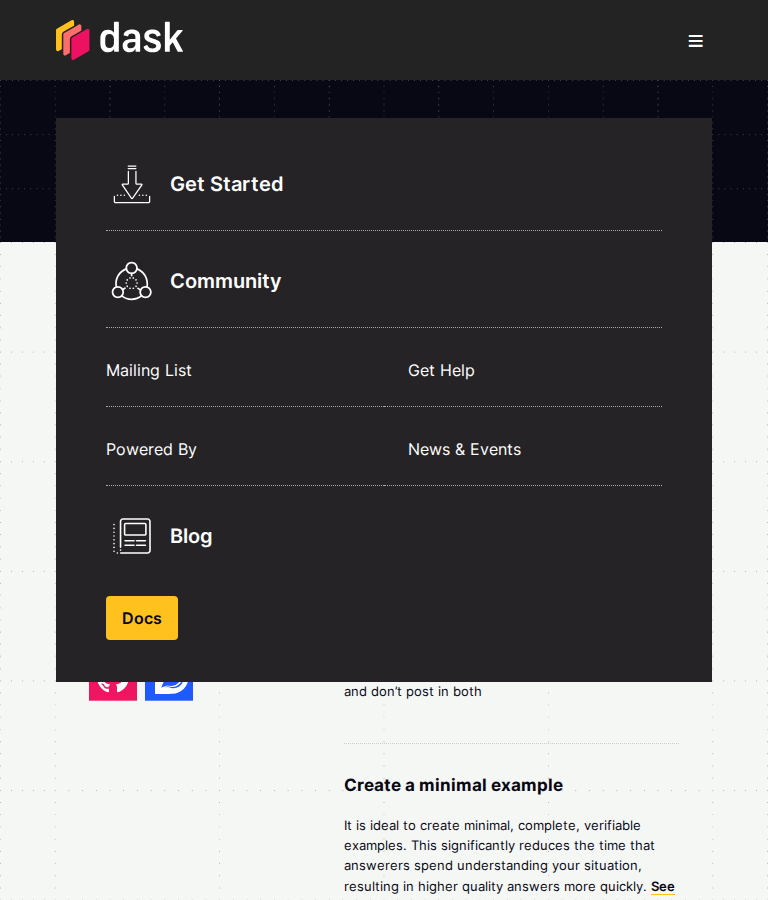 dask
Get Started
Community
Mailing List
Get Help
Powered By
News & Events
Blog
Docs
and don't post in both
Create a minimal example
It is ideal to create minimal, complete, verifiable
examples. This significantly reduces the time that
answerers spend understanding your situation,
resulting in higher quality answers more quickly. See